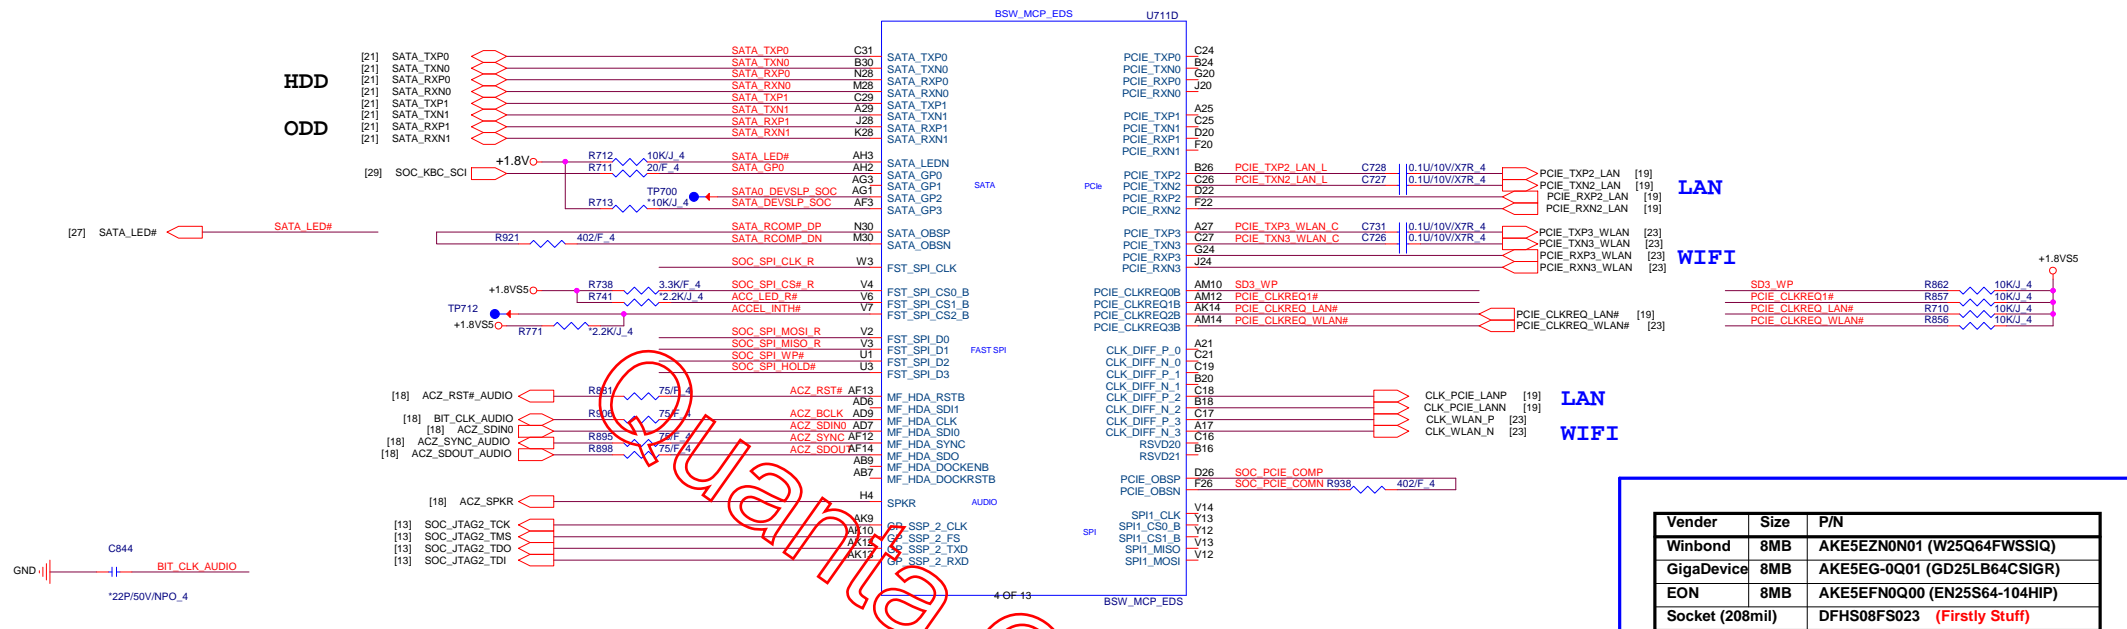 BSW_MCP_EDS U711D
HDD
ODD
[21] SATA_TXP0 SATA_TXP0 C31 SATA_TXP0
[21] SATA_TXN0 SATA_TXN0 B30 SATA_TXN0
[21] SATA_RXP0 SATA_RXP0 N28 SATA_RXP0
[21] SATA_RXN0 SATA_RXN0 M28 SATA_RXN0
[21] SATA_TXP1 SATA_TXP1 C29 SATA_TXP1
[21] SATA_TXN1 SATA_TXN1 A29 SATA_TXN1
[21] SATA_RXP1 SATA_RXP1 J28 SATA_RXP1
[21] SATA_RXN1 SATA_RXN1 K28 SATA_RXN1
+1.8V R712 10K/J_4 SATA_LED# AH3 SATA_LEDN
[29] SOC_KBC_SCI R711 20/F_4 SATA_GP0 AH2 SATA_GP0
AG3 SATA_GP1
TP700 SATA0_DEVSLP_SOC AG1 SATA_GP2
R713 *10K/J_4 SATA_DEVSLP_SOC AF3 SATA_GP3
SATA
[27] SATA_LED# SATA_LED#
SATA_RCOMP_DP N30 SATA_OBSP
R921 402/F_4 SATA_RCOMP_DN M30 SATA_OBSN
SOC_SPI_CLK_R W3 FST_SPI_CLK
+1.8VS5 R738 3.3K/F_4 SOC_SPI_CS#_R V4 FST_SPI_CS0_B
R741 *2.2K/J_4 ACC_LED_R# V6 FST_SPI_CS1_B
TP712 ACCEL_INTH# V7 FST_SPI_CS2_B
+1.8VS5 R771 *2.2K/J_4
SOC_SPI_MOSI_R V2 FST_SPI_D0
SOC_SPI_MISO_R V3 FST_SPI_D1
SOC_SPI_WP# U1 FST_SPI_D2
SOC_SPI_HOLD# U3 FST_SPI_D3
FAST SPI
[18] ACZ_RST#_AUDIO R881 75/F_4 ACZ_RST# AF13 MF_HDA_RSTB
AD6 MF_HDA_SDI1
[18] BIT_CLK_AUDIO R906 75/F_4 ACZ_BCLK AD9 MF_HDA_CLK
[18] ACZ_SDIN0 ACZ_SDIN0 AD7 MF_HDA_SDI0
[18] ACZ_SYNC_AUDIO R895 75/F_4 ACZ_SYNC AF12 MF_HDA_SYNC
[18] ACZ_SDOUT_AUDIO R898 75/F_4 ACZ_SDOUT AF14 MF_HDA_SDO
AB9 MF_HDA_DOCKENB
AB7 MF_HDA_DOCKRSTB
[18] ACZ_SPKR H4 SPKR
AUDIO
[13] SOC_JTAG2_TCK AK9 GP_SSP_2_CLK
[13] SOC_JTAG2_TMS AK10 GP_SSP_2_FS
[13] SOC_JTAG2_TDO AK12 GP_SSP_2_TXD
[13] SOC_JTAG2_TDI AK13 GP_SSP_2_RXD
GND C844 BIT_CLK_AUDIO
*22P/50V/NPO_4
Quanta
4 OF 13
BSW_MCP_EDS
PCIE_TXP0 C24
PCIE_TXN0 B24
PCIE_RXP0 G20
PCIE_RXN0 J20
PCIE_TXP1 A25
PCIE_TXN1 C25
PCIE_RXP1 D20
PCIE_RXN1 F20
PCIe
PCIE_TXP2 B26 PCIE_TXP2_LAN_L C728 0.1U/10V/X7R_4 PCIE_TXP2_LAN [19]
PCIE_TXN2 C26 PCIE_TXN2_LAN_L C727 0.1U/10V/X7R_4 PCIE_TXN2_LAN [19]
PCIE_RXP2 D22 PCIE_RXP2_LAN [19]
PCIE_RXN2 F22 PCIE_RXN2_LAN [19]
LAN
PCIE_TXP3 A27 PCIE_TXP3_WLAN_C C731 0.1U/10V/X7R_4 PCIE_TXP3_WLAN [23]
PCIE_TXN3 C27 PCIE_TXN3_WLAN_C C726 0.1U/10V/X7R_4 PCIE_TXN3_WLAN [23]
PCIE_RXP3 G24 PCIE_RXP3_WLAN [23]
PCIE_RXN3 J24 PCIE_RXN3_WLAN [23]
WIFI
PCIE_CLKREQ0B AM10 SD3_WP
PCIE_CLKREQ1B AM12 PCIE_CLKREQ1#
PCIE_CLKREQ2B AK14 PCIE_CLKREQ_LAN# PCIE_CLKREQ_LAN# [19]
PCIE_CLKREQ3B AM14 PCIE_CLKREQ_WLAN# PCIE_CLKREQ_WLAN# [23]
+1.8VS5
SD3_WP R862 10K/J_4
PCIE_CLKREQ1# R857 10K/J_4
PCIE_CLKREQ_LAN# R710 10K/J_4
PCIE_CLKREQ_WLAN# R856 10K/J_4
CLK_DIFF_P_0 A21
CLK_DIFF_N_0 C21
CLK_DIFF_P_1 C19
CLK_DIFF_N_1 B20
CLK_DIFF_P_2 C18 CLK_PCIE_LANP [19]
CLK_DIFF_N_2 B18 CLK_PCIE_LANN [19]
CLK_DIFF_P_3 C17 CLK_WLAN_P [23]
CLK_DIFF_N_3 A17 CLK_WLAN_N [23]
LAN
WIFI
RSVD20 C16
RSVD21 B16
PCIE_OBSP D26 SOC_PCIE_COMP
PCIE_OBSN F26 SOC_PCIE_COMN R938 402/F_4
SPI
SPI1_CLK V14
SPI1_CS0_B Y13
SPI1_CS1_B Y12
SPI1_MISO V13
SPI1_MOSI V12
Vender Size P/N
Winbond 8MB AKE5EZN0N01 (W25Q64FWSSIQ)
GigaDevice 8MB AKE5EG-0Q01 (GD25LB64CSIGR)
EON 8MB AKE5EFN0Q00 (EN25S64-104HIP)
Socket (208mil) DFHS08FS023 (Firstly Stuff)